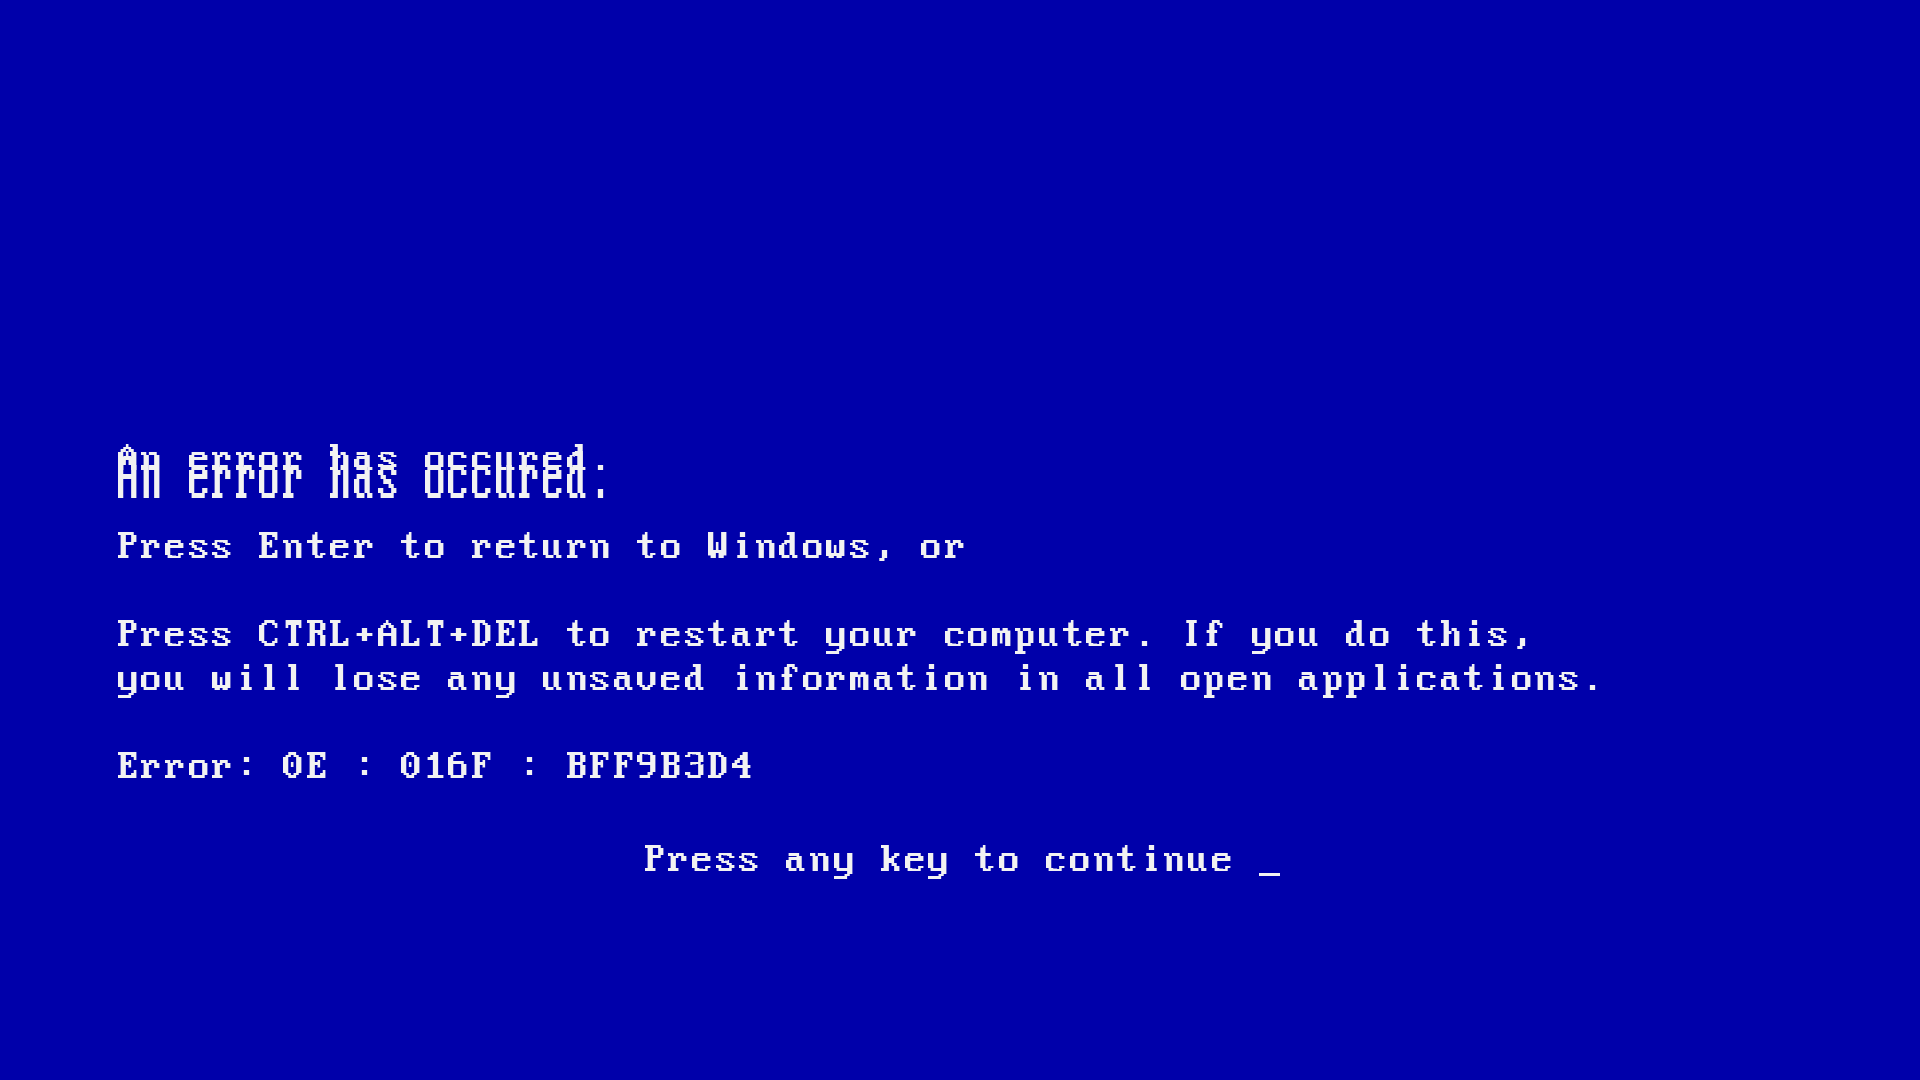 An error has occured:
Press Enter to return to Windows, or
Press CTRL+ALT+DEL to restart your computer. If you do this,
you will lose any unsaved information in all open applications.
Error: 0E : 016F : BFF9B3D4
Press any key to continue _